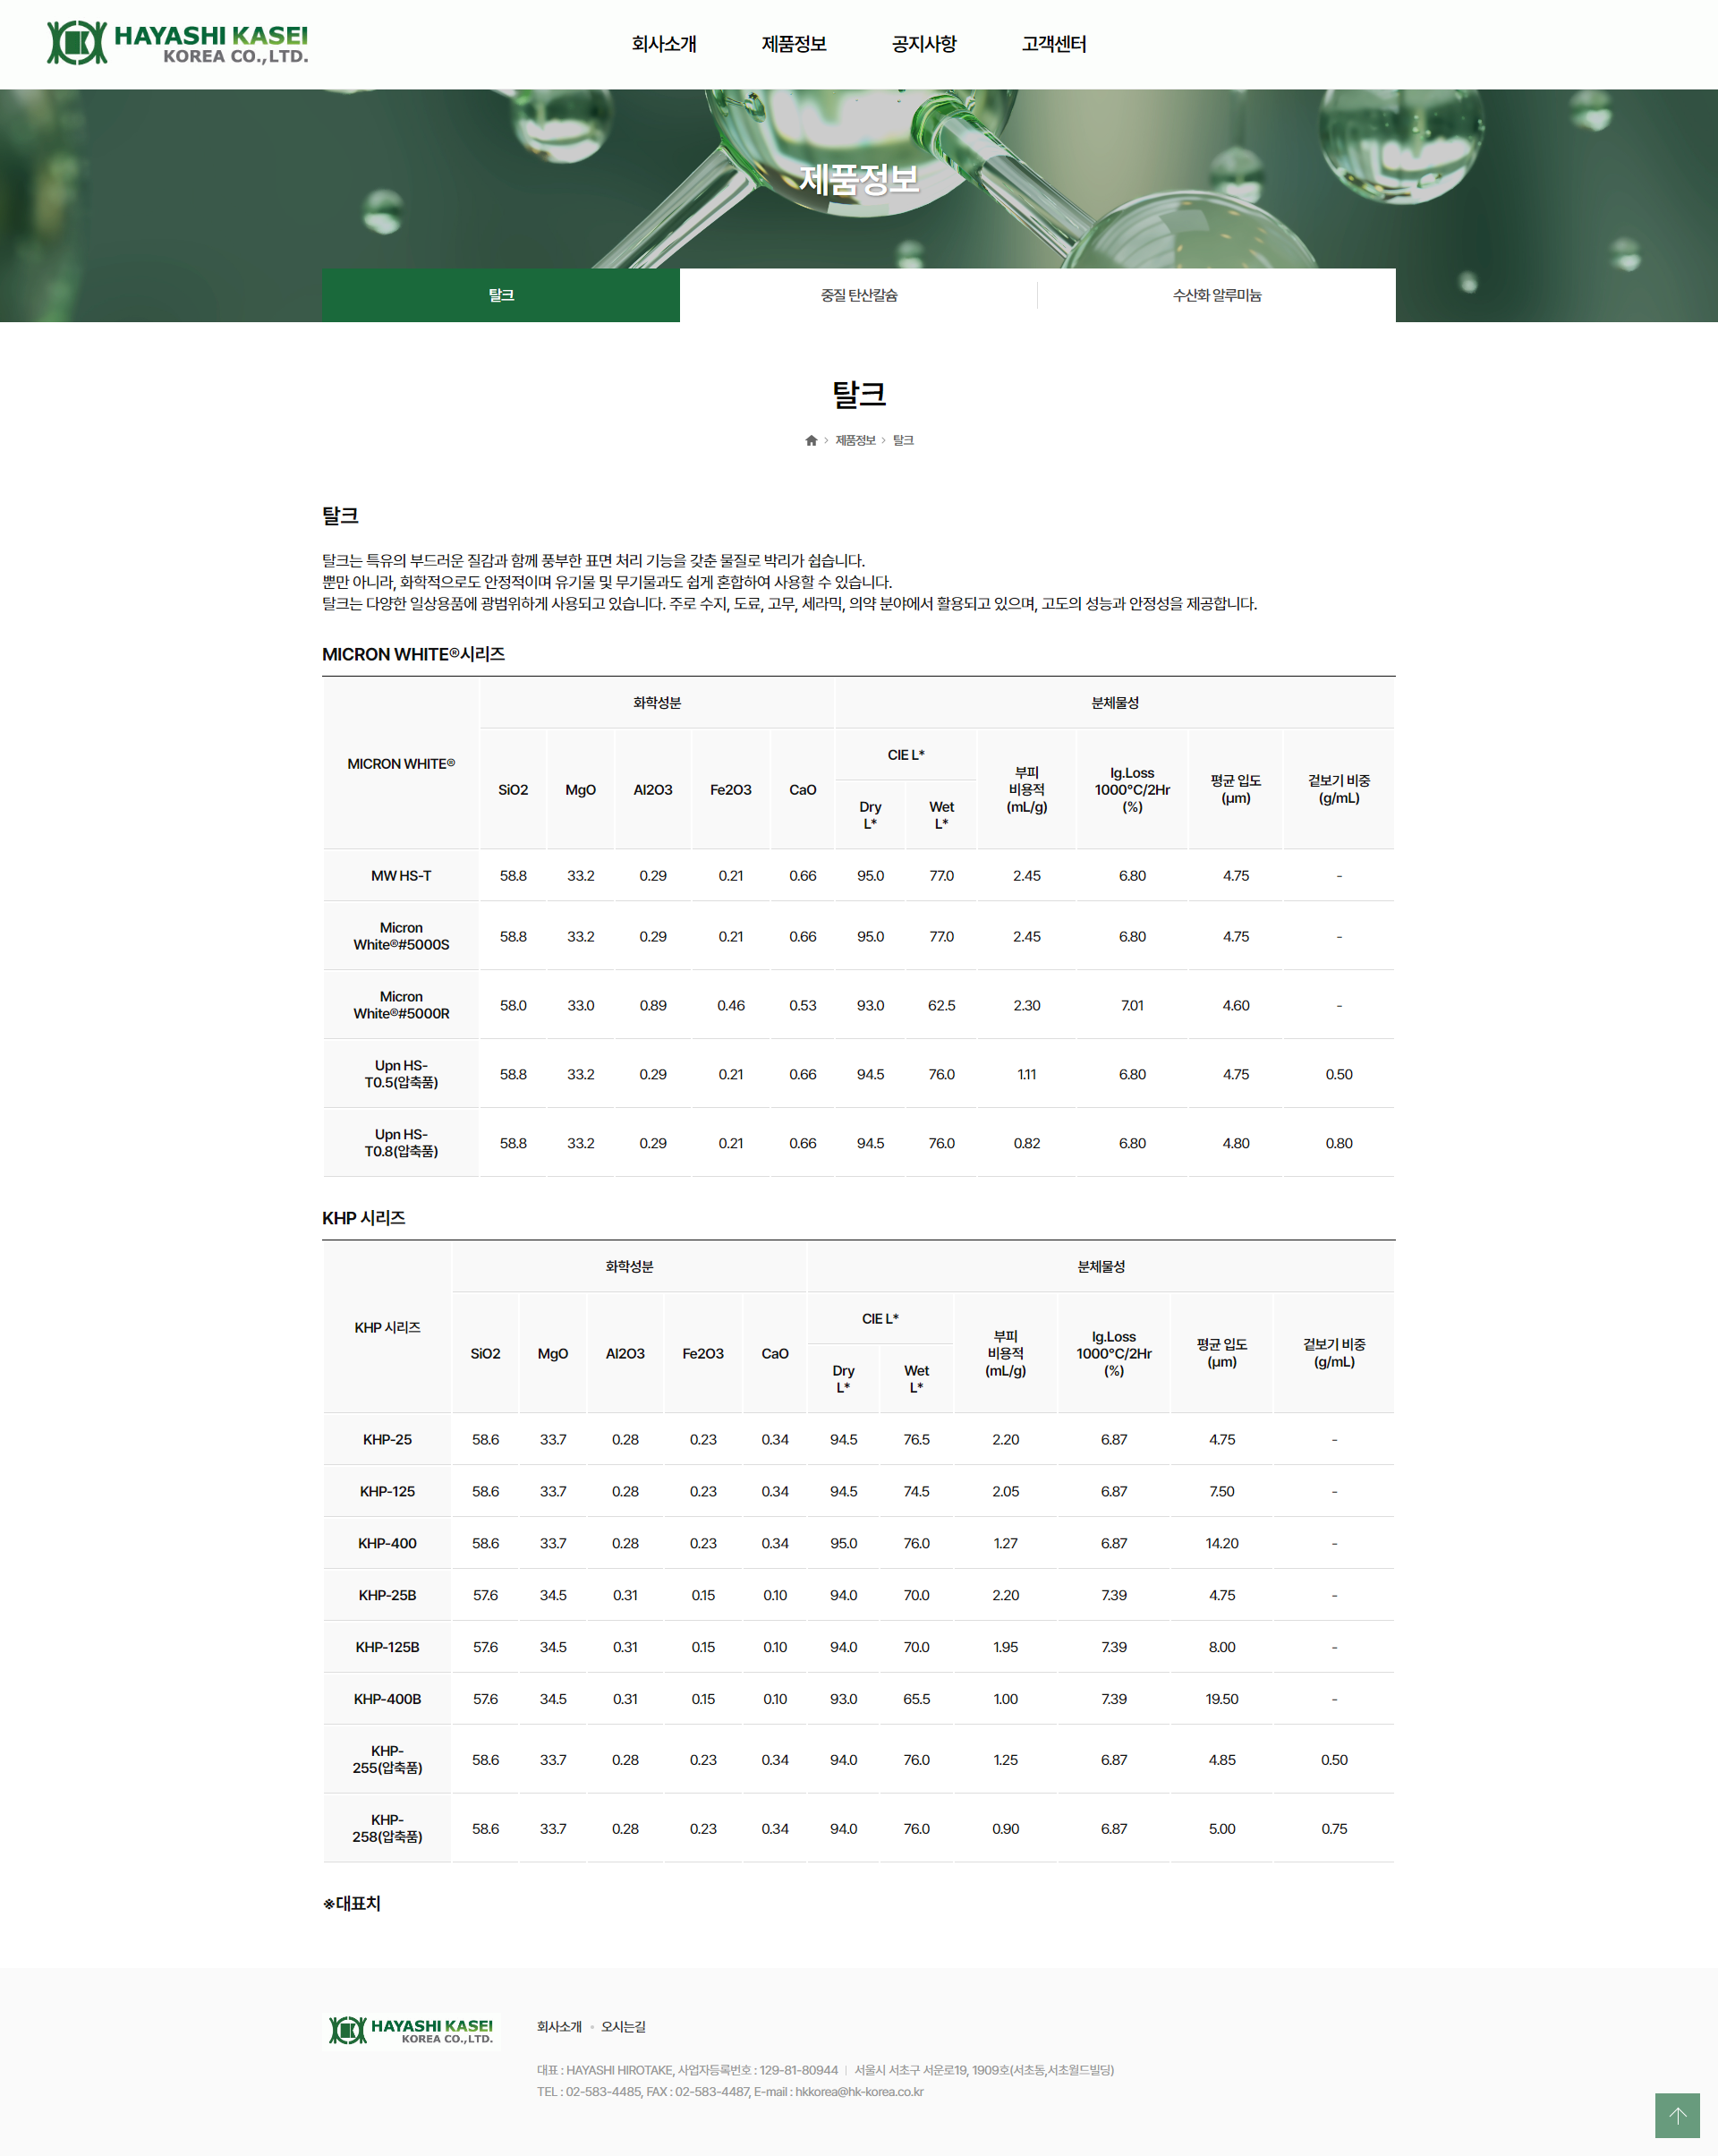 HAYASHI KASEI
KOREA CO.,LTD.
회사소개 제품정보 공지사항 고객센터
제품정보
탈크 중질 탄산칼슘 수산화 알루미늄
탈크
제품정보 탈크
탈크
탈크는 특유의 부드러운 질감과 함께 풍부한 표면 처리 기능을 갖춘 물질로 박리가 쉽습니다.
뿐만 아니라, 화학적으로도 안정적이며 유기물 및 무기물과도 쉽게 혼합하여 사용할 수 있습니다.
탈크는 다양한 일상용품에 광범위하게 사용되고 있습니다. 주로 수지, 도료, 고무, 세라믹, 의약 분야에서 활용되고 있으며, 고도의 성능과 안정성을 제공합니다.
MICRON WHITE®시리즈
MICRON WHITE® 화학성분 분체물성
SiO2 MgO Al2O3 Fe2O3 CaO CIE L* 부피 비용적 (mL/g) Ig.Loss 1000°C/2Hr (%) 평균 입도 (μm) 겉보기 비중 (g/mL)
Dry L* Wet L*
MW HS-T 58.8 33.2 0.29 0.21 0.66 95.0 77.0 2.45 6.80 4.75 -
Micron White®#5000S 58.8 33.2 0.29 0.21 0.66 95.0 77.0 2.45 6.80 4.75 -
Micron White®#5000R 58.0 33.0 0.89 0.46 0.53 93.0 62.5 2.30 7.01 4.60 -
Upn HS-T0.5(압축품) 58.8 33.2 0.29 0.21 0.66 94.5 76.0 1.11 6.80 4.75 0.50
Upn HS-T0.8(압축품) 58.8 33.2 0.29 0.21 0.66 94.5 76.0 0.82 6.80 4.80 0.80
KHP 시리즈
KHP 시리즈 화학성분 분체물성
SiO2 MgO Al2O3 Fe2O3 CaO CIE L* 부피 비용적 (mL/g) Ig.Loss 1000°C/2Hr (%) 평균 입도 (μm) 겉보기 비중 (g/mL)
Dry L* Wet L*
KHP-25 58.6 33.7 0.28 0.23 0.34 94.5 76.5 2.20 6.87 4.75 -
KHP-125 58.6 33.7 0.28 0.23 0.34 94.5 74.5 2.05 6.87 7.50 -
KHP-400 58.6 33.7 0.28 0.23 0.34 95.0 76.0 1.27 6.87 14.20 -
KHP-25B 57.6 34.5 0.31 0.15 0.10 94.0 70.0 2.20 7.39 4.75 -
KHP-125B 57.6 34.5 0.31 0.15 0.10 94.0 70.0 1.95 7.39 8.00 -
KHP-400B 57.6 34.5 0.31 0.15 0.10 93.0 65.5 1.00 7.39 19.50 -
KHP-255(압축품) 58.6 33.7 0.28 0.23 0.34 94.0 76.0 1.25 6.87 4.85 0.50
KHP-258(압축품) 58.6 33.7 0.28 0.23 0.34 94.0 76.0 0.90 6.87 5.00 0.75
※대표치
HAYASHI KASEI
KOREA CO.,LTD.
회사소개 오시는길
대표 : HAYASHI HIROTAKE, 사업자등록번호 : 129-81-80944 | 서울시 서초구 서운로19, 1909호(서초동,서초월드빌딩)
TEL : 02-583-4485, FAX : 02-583-4487, E-mail : hkkorea@hk-korea.co.kr